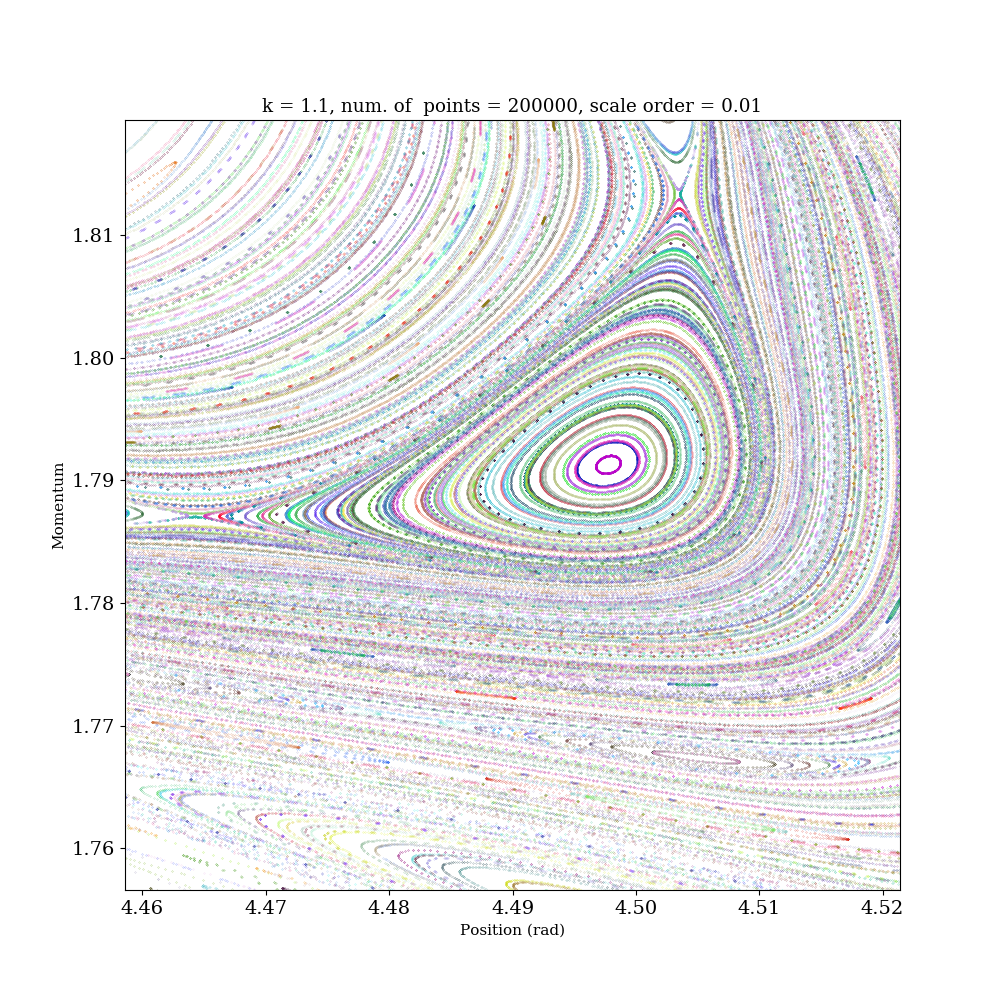 k = 1.1, num. of  points = 200000, scale order = 0.01
1.81
1.80
1.79
1.78
1.77
1.76
Momentum
4.46 4.47 4.48 4.49 4.50 4.51 4.52
Position (rad)